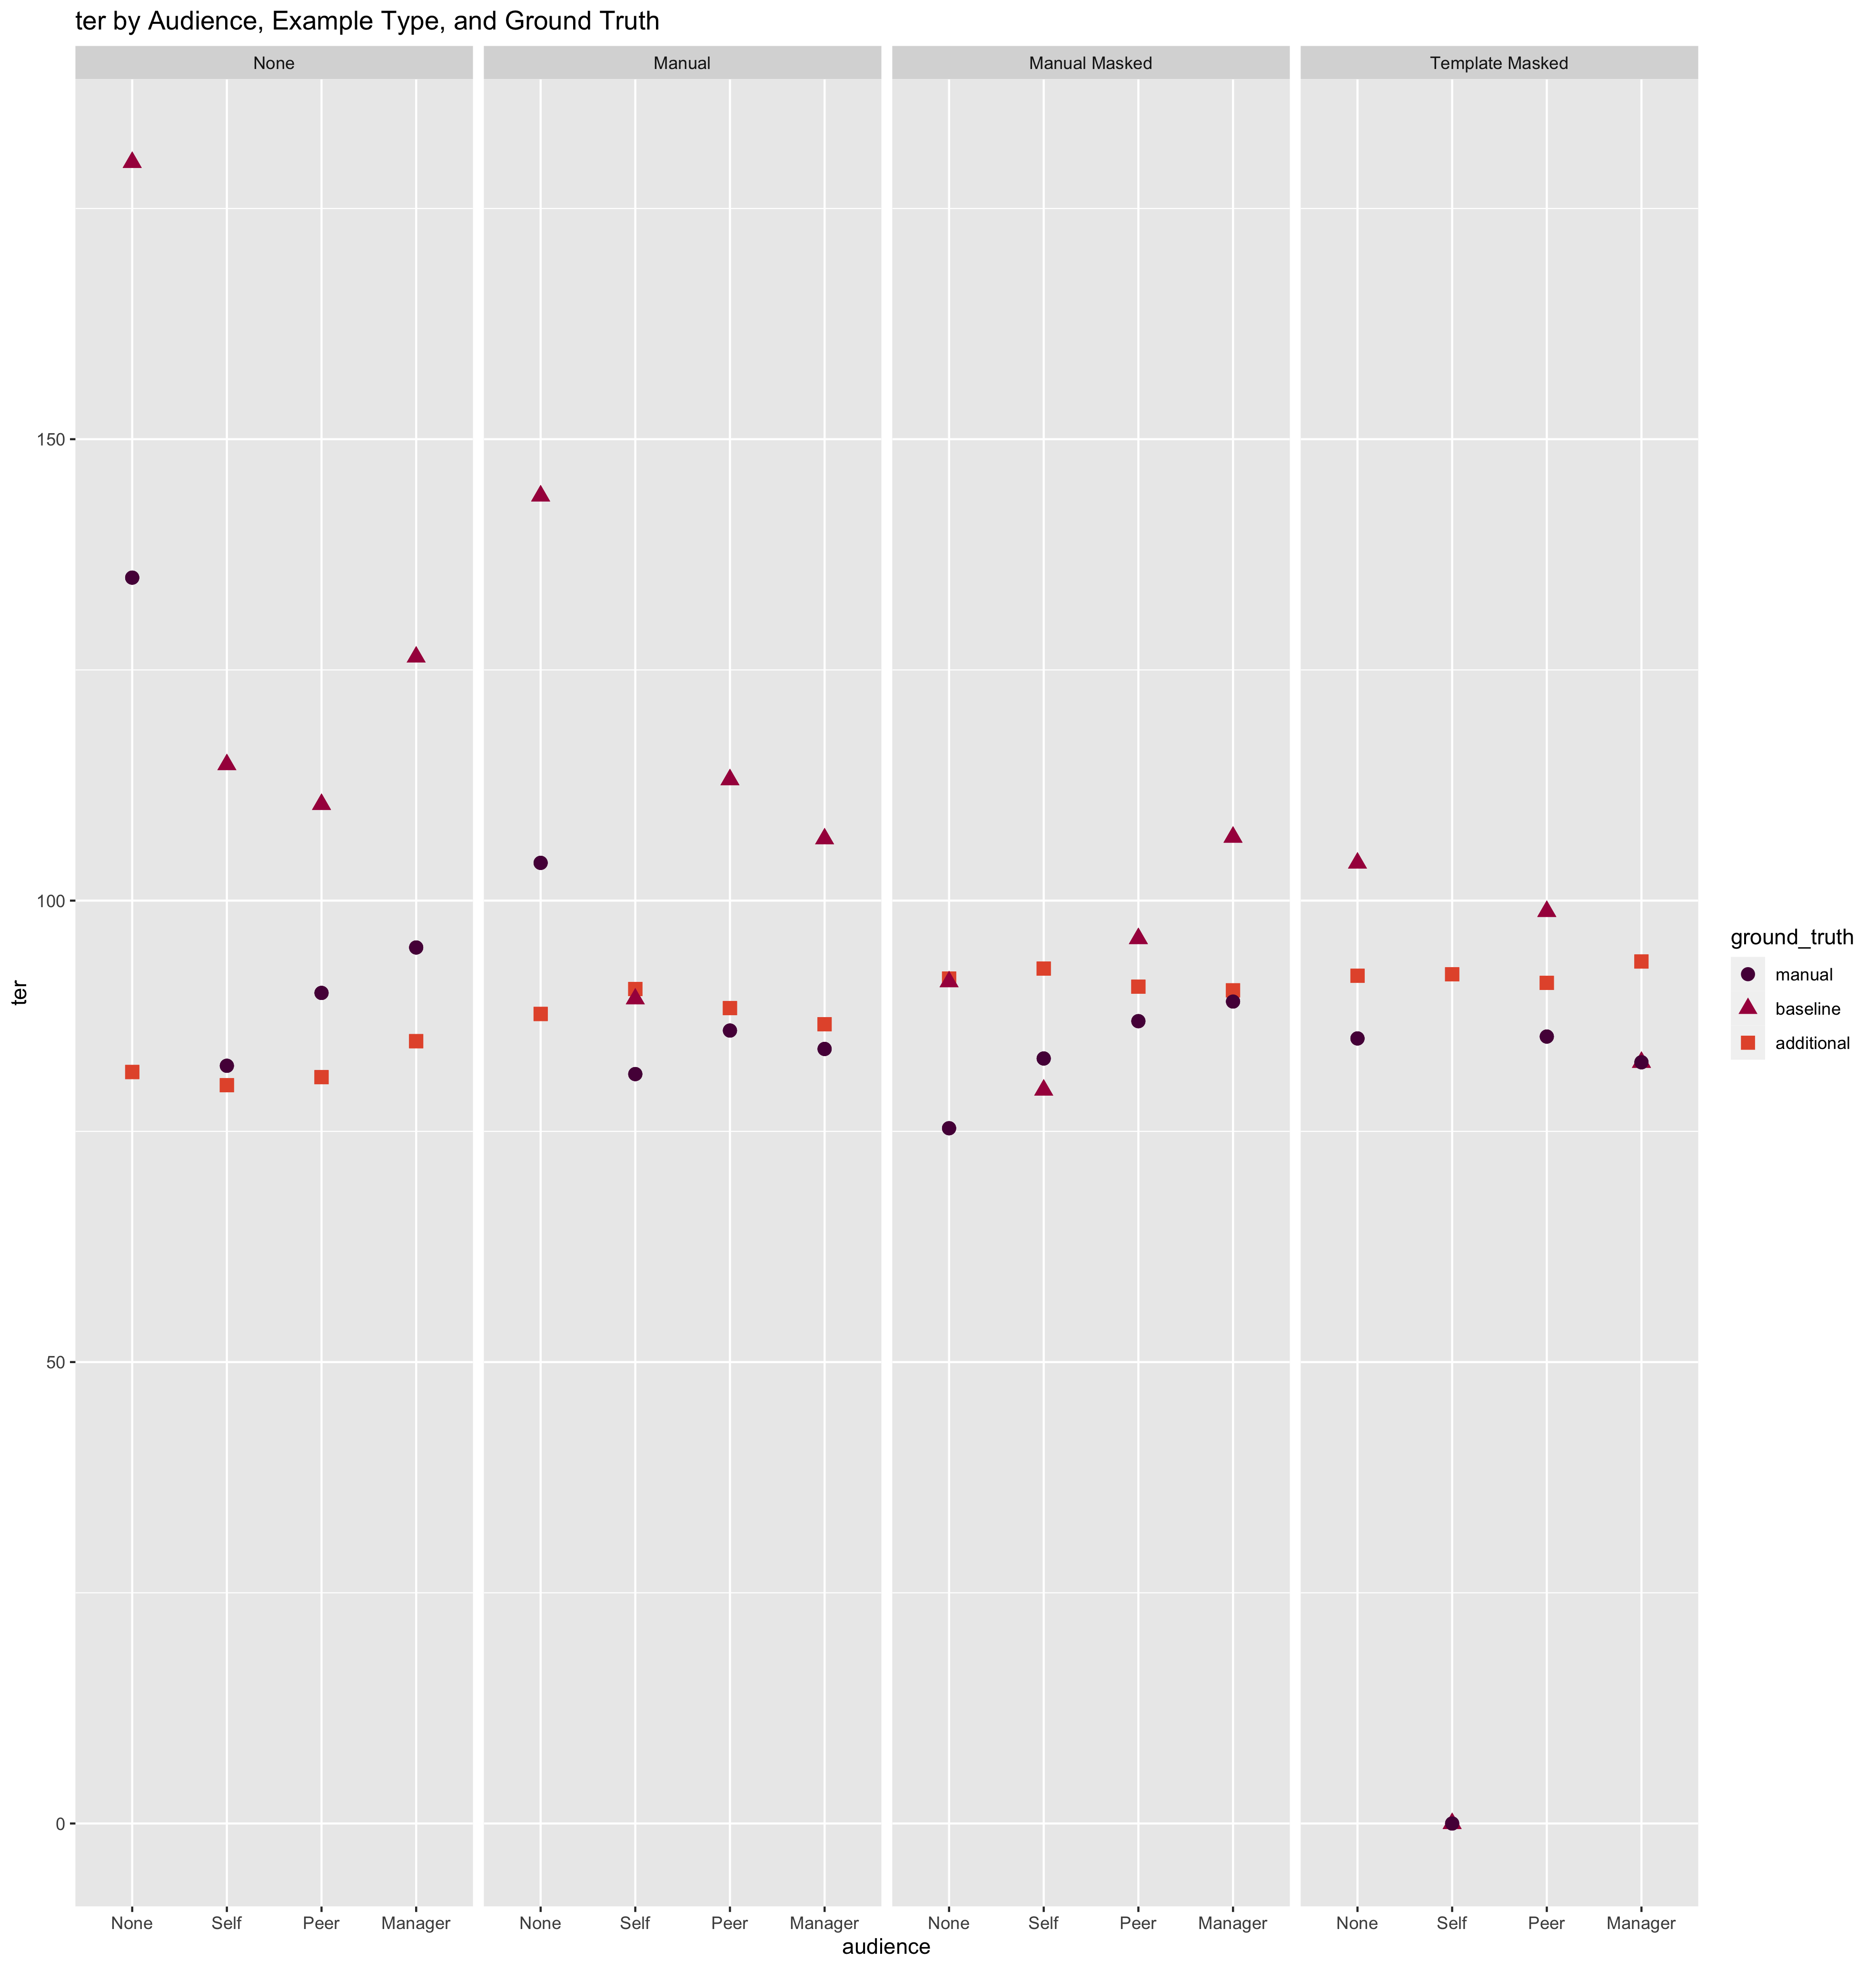 ter by Audience, Example Type, and Ground Truth
None Manual Manual Masked Template Masked
150
100
50
0
ter
None Self Peer Manager None Self Peer Manager None Self Peer Manager None Self Peer Manager
audience
ground_truth
manual
baseline
additional